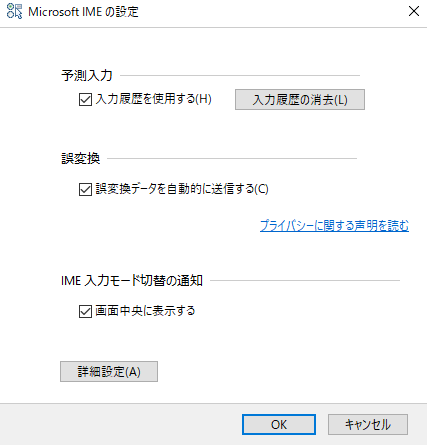 Microsoft IME の設定
予測入力
入力履歴を使用する(H)
入力履歴の消去(L)
誤変換
誤変換データを自動的に送信する(C)
プライバシーに関する声明を読む
IME 入力モード切替の通知
画面中央に表示する
詳細設定(A)
OK
キャンセル